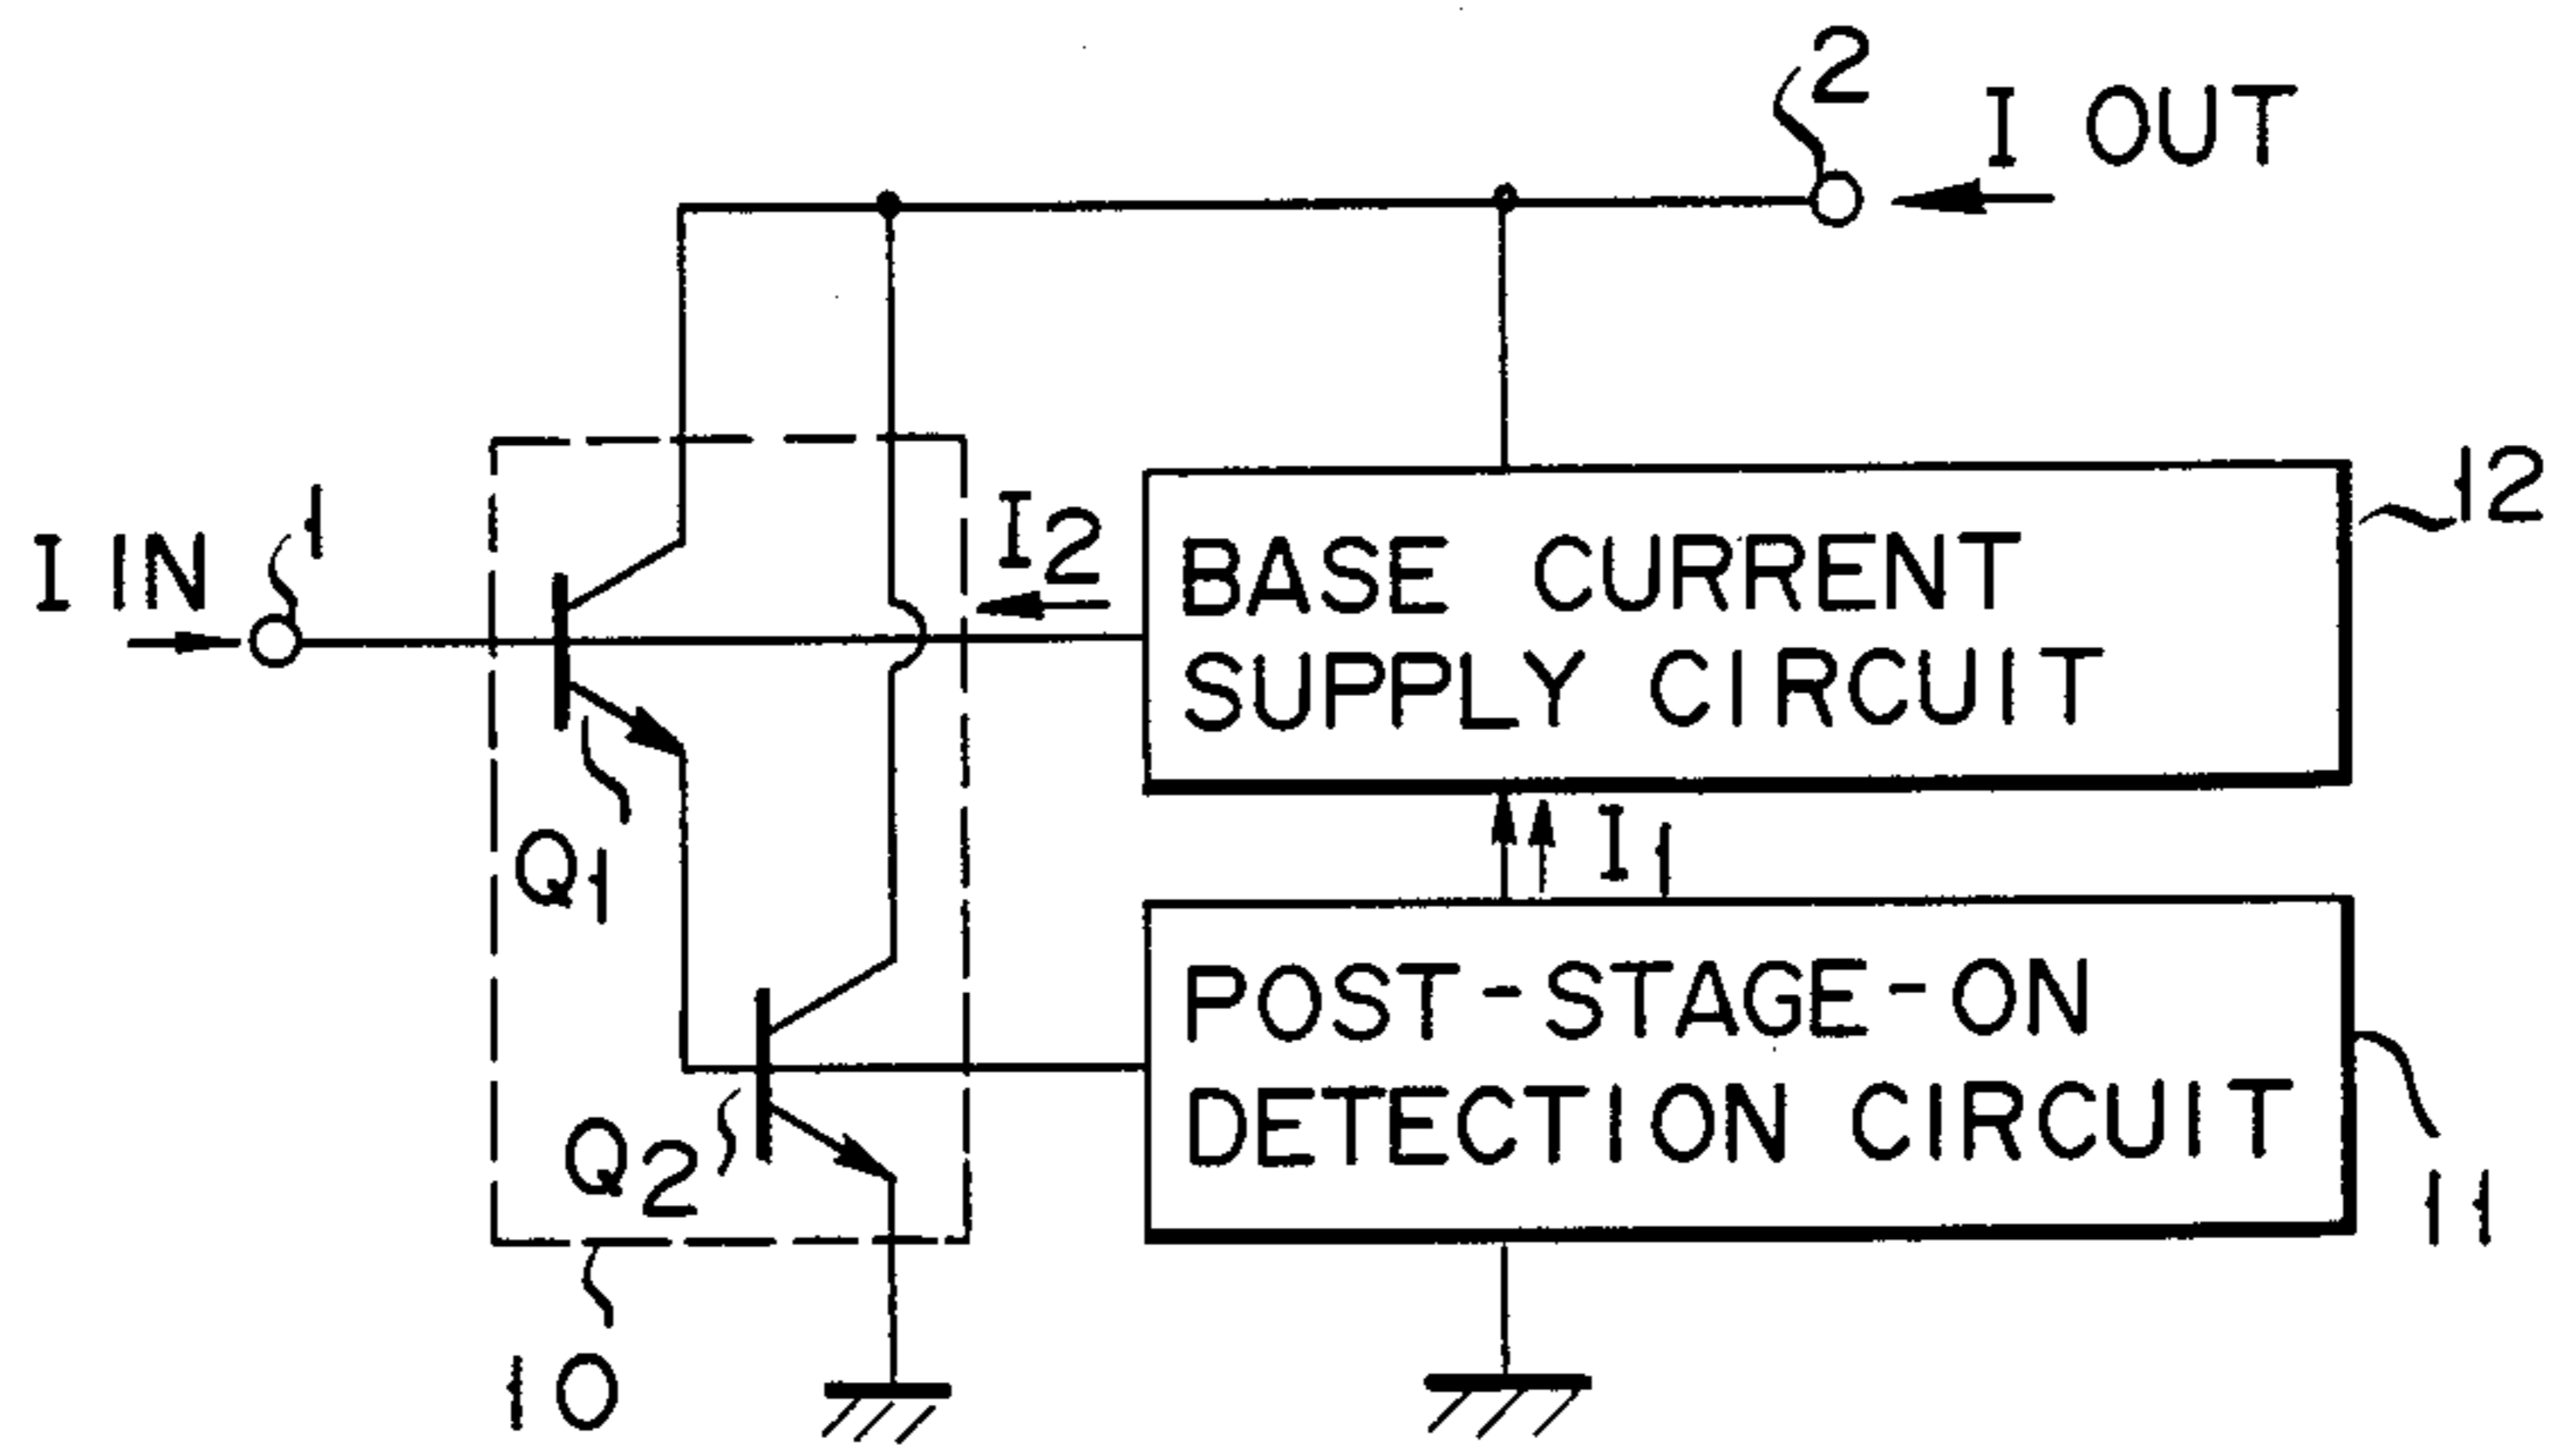 2
I OUT
12
I2
1
I IN
BASE CURRENT
SUPPLY CIRCUIT
Q1
I1
POST-STAGE-ON
DETECTION CIRCUIT
Q2
11
10